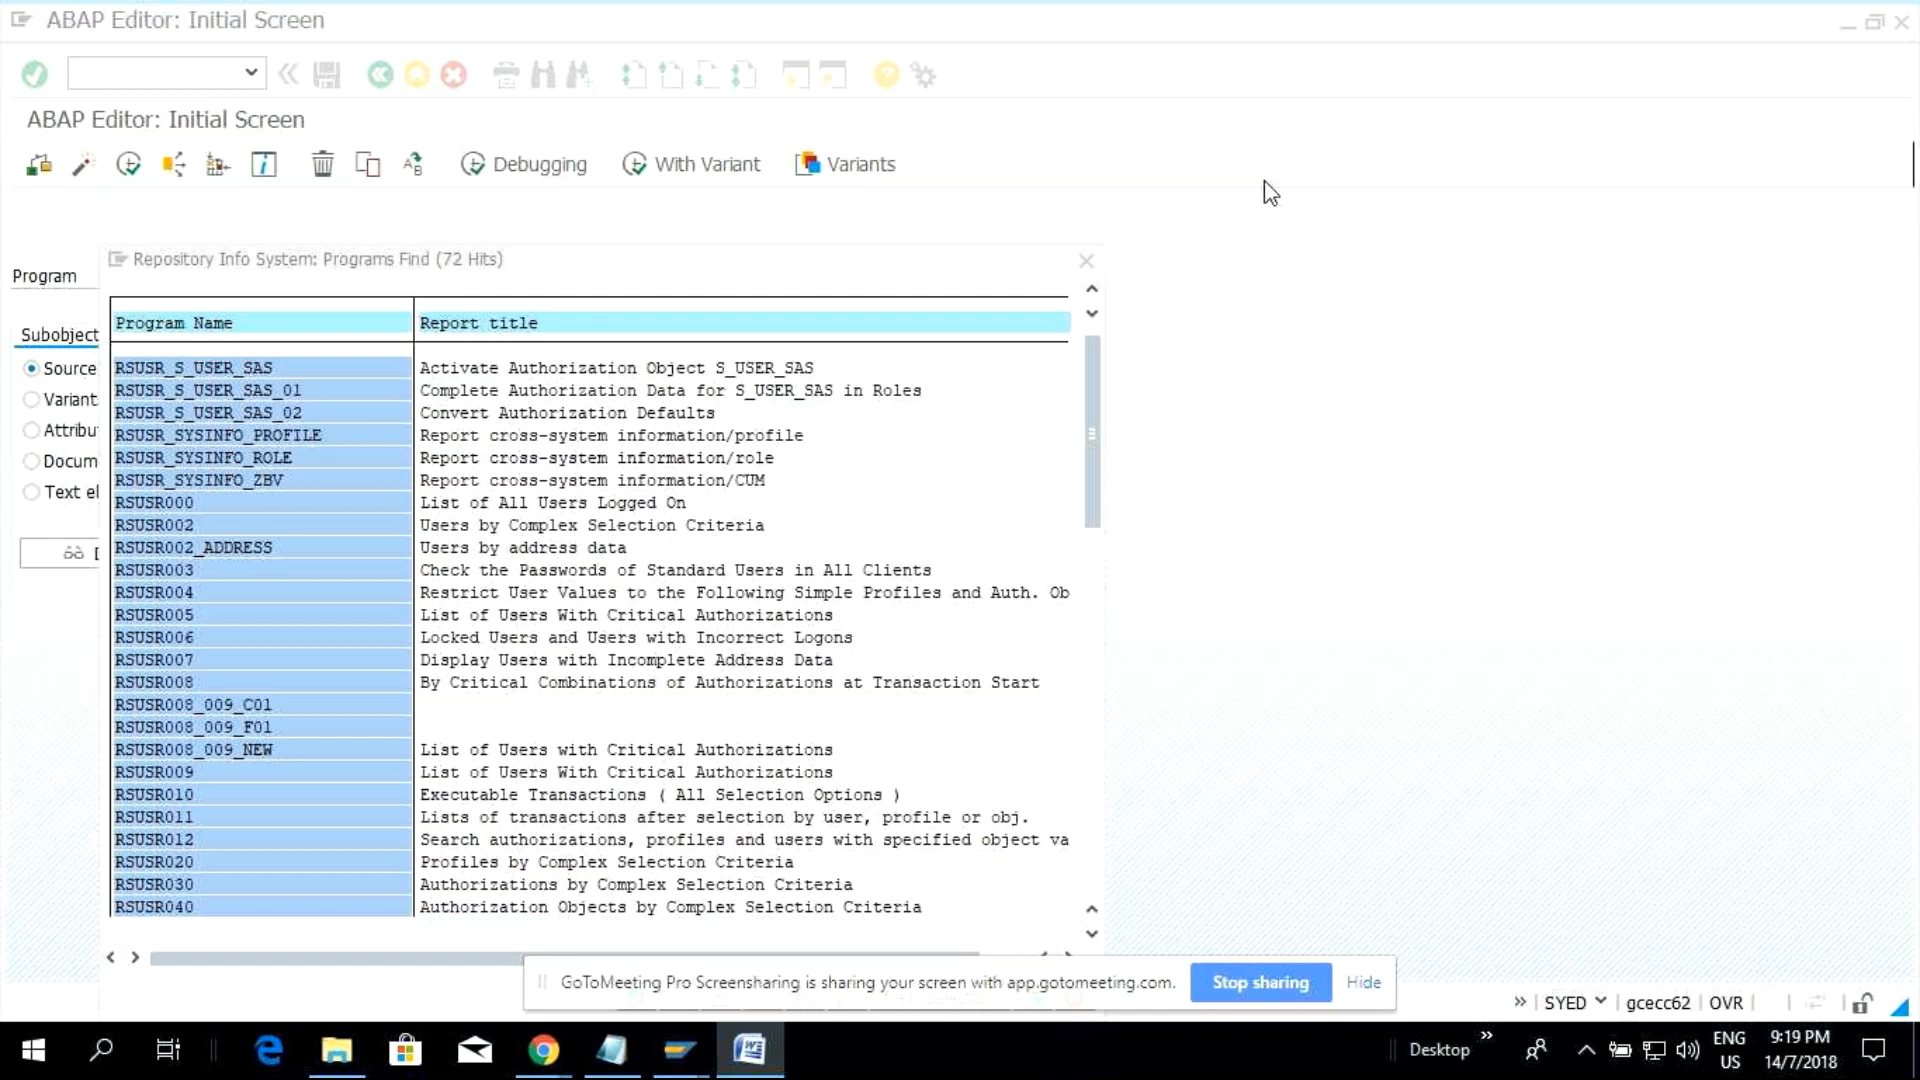 ABAP Editor: Initial Screen
ABAP Editor: Initial Screen
Debugging
With Variant
Variants
Repository Info System: Programs Find (72 Hits)
Program
Subobject
Source
Variant
Attribu
Docum
Text el
Program Name Report title
RSUSR_S_USER_SAS Activate Authorization Object S_USER_SAS
RSUSR_S_USER_SAS_01 Complete Authorization Data for S_USER_SAS in Roles
RSUSR_S_USER_SAS_02 Convert Authorization Defaults
RSUSR_SYSINFO_PROFILE Report cross-system information/profile
RSUSR_SYSINFO_ROLE Report cross-system information/role
RSUSR_SYSINFO_ZBV Report cross-system information/CUM
RSUSR000 List of All Users Logged On
RSUSR002 Users by Complex Selection Criteria
RSUSR002_ADDRESS Users by address data
RSUSR003 Check the Passwords of Standard Users in All Clients
RSUSR004 Restrict User Values to the Following Simple Profiles and Auth. Ob
RSUSR005 List of Users With Critical Authorizations
RSUSR006 Locked Users and Users with Incorrect Logons
RSUSR007 Display Users with Incomplete Address Data
RSUSR008 By Critical Combinations of Authorizations at Transaction Start
RSUSR008_009_C01
RSUSR008_009_F01
RSUSR008_009_NEW List of Users with Critical Authorizations
RSUSR009 List of Users With Critical Authorizations
RSUSR010 Executable Transactions ( All Selection Options )
RSUSR011 Lists of transactions after selection by user, profile or obj.
RSUSR012 Search authorizations, profiles and users with specified object va
RSUSR020 Profiles by Complex Selection Criteria
RSUSR030 Authorizations by Complex Selection Criteria
RSUSR040 Authorization Objects by Complex Selection Criteria
GoToMeeting Pro Screensharing is sharing your screen with app.gotomeeting.com. Stop sharing Hide
SYED gcecc62 OVR
Desktop
ENG
US
9:19 PM
14/7/2018